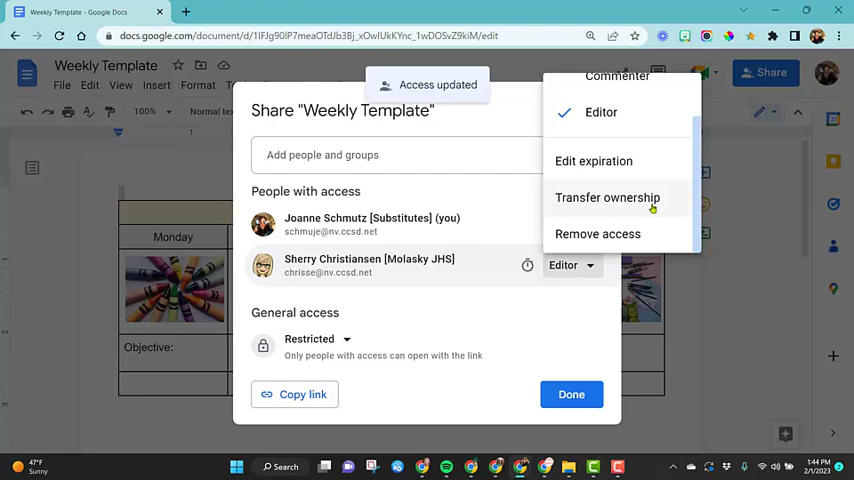 Weekly Template
docs.google.com/document/d/1IFJg90lP7meaOTdJb3Bj_xOwIUkKYnc_1wDOSvZ9kiM/edit
Weekly Template
File Edit View Insert Format
Share
Access updated
Share "Weekly Template"
Add people and groups
People with access
Joanne Schmutz [Substitutes] (you)
schmuje@nv.ccsd.net
Sherry Christiansen [Molasky JHS]
chrisse@nv.ccsd.net
Editor
Commenter
Editor
Edit expiration
Transfer ownership
Remove access
General access
Restricted
Only people with access can open with the link
Copy link
Done
100%
Normal text
1
Monday
Objective:
47°F
Sunny
Search
1:44 PM
2/1/2023